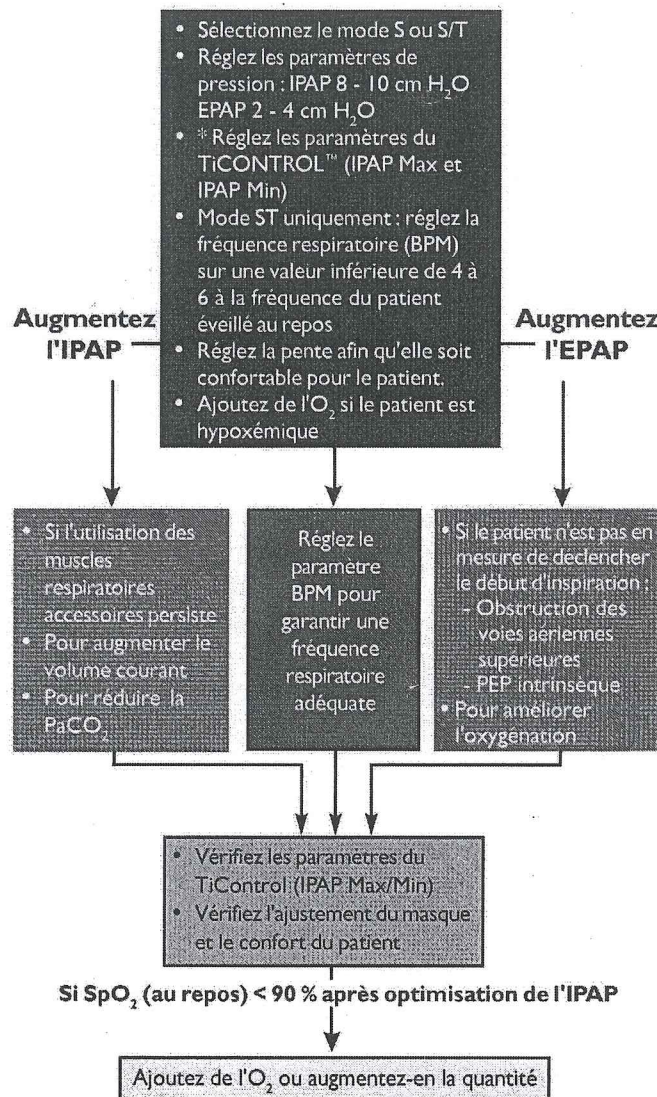 • Sélectionnez le mode S ou S/T
• Réglez les paramètres de
pression : IPAP 8 - 10 cm H₂O
EPAP 2 - 4 cm H₂O
• * Réglez les paramètres du
TiCONTROL™ (IPAP Max et
IPAP Min)
• Mode ST uniquement : réglez la
fréquence respiratoire (BPM)
sur une valeur inférieure de 4 à
6 à la fréquence du patient
éveillé au repos
• Réglez la pente afin qu'elle soit
confortable pour le patient.
• Ajoutez de l'O₂ si le patient est
hypoxémique
Augmentez
l'IPAP
Augmentez
l'EPAP
• Si l'utilisation des
muscles
respiratoires
accessoires persiste
• Pour augmenter le
volume courant
• Pour réduire la
PaCO₂
Réglez le
paramètre
BPM pour
garantir une
fréquence
respiratoire
adéquate
• Si le patient n'est pas en
mesure de déclencher
le début d'inspiration :
- Obstruction des
voies aériennes
supérieures
- PEP intrinsèque
• Pour améliorer
l'oxygénation
• Vérifiez les paramètres du
TiControl (IPAP Max/Min)
• Vérifiez l'ajustement du masque
et le confort du patient
Si SpO₂ (au repos) < 90 % après optimisation de l'IPAP
Ajoutez de l'O₂ ou augmentez-en la quantité